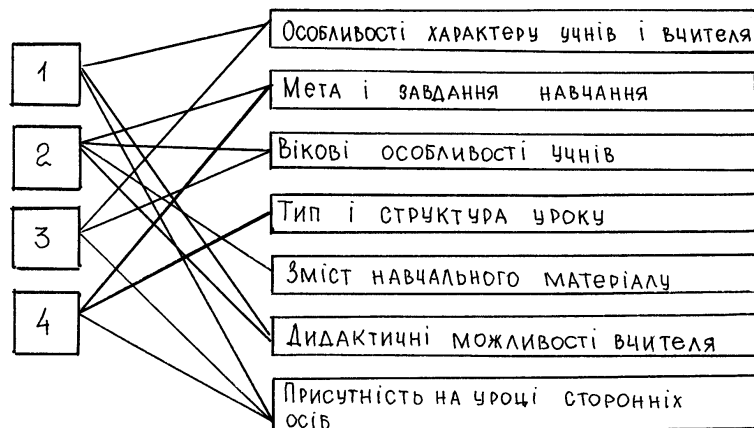 1
2
3
4
Особливості характеру учнів і вчителя
Мета і завдання навчання
Вікові особливості учнів
Тип і структура уроку
Зміст навчального матеріалу
Дидактичні можливості вчителя
Присутність на уроці сторонніх
осіб